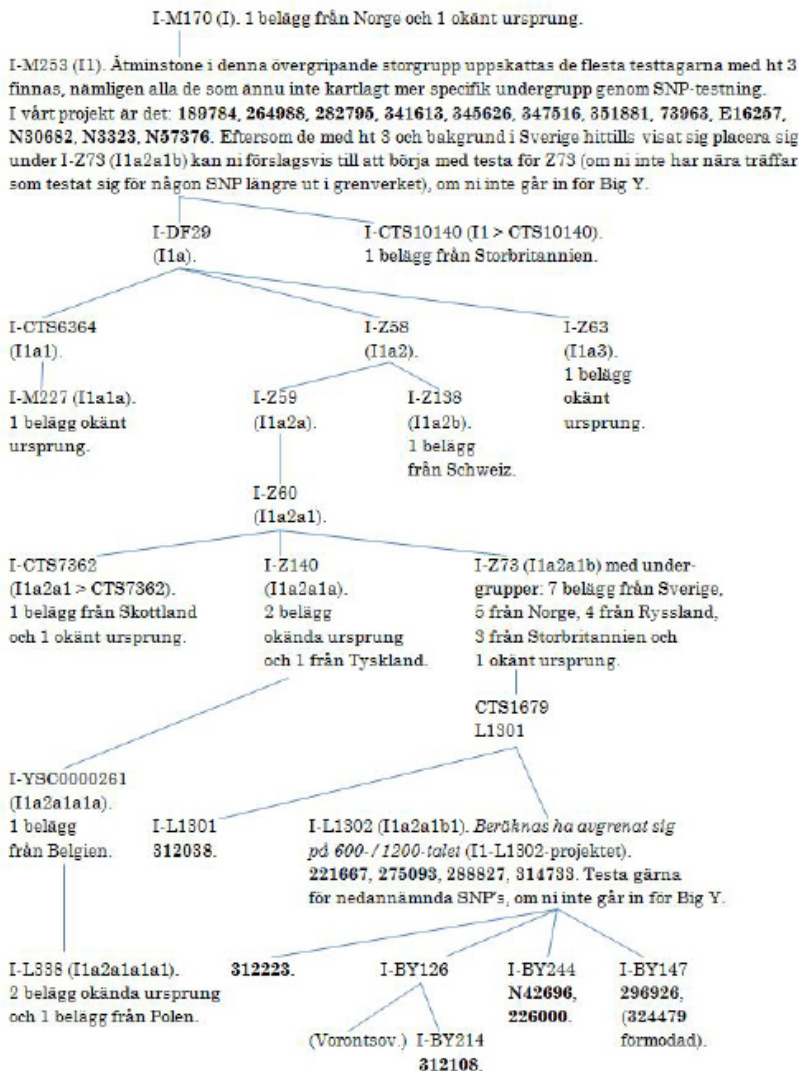 I-M170 (I). 1 belägg från Norge och 1 okänt ursprung.
I-M253 (I1). Åtminstone i denna övergripande storgrupp uppskattas de flesta testtagarna med ht 3
finnas, nämligen alla de som ännu inte kartlagt mer specifik undergrupp genom SNP-testning.
I vårt projekt är det: 189784, 264988, 282795, 341613, 345626, 347516, 351881, 73963, E16257,
N30682, N3323, N57376. Eftersom de med ht 3 och bakgrund i Sverige hittills visat sig placera sig
under I-Z73 (I1a2a1b) kan ni förslagsvis till att börja med testa för Z73 (om ni inte har nära träffar
som testat sig för någon SNP längre ut i grenverket), om ni inte går in för Big Y.
I-DF29
(I1a).
I-CTS10140 (I1 > CTS10140).
1 belägg från Storbritannien.
I-CTS6364
(I1a1).
I-Z58
(I1a2).
I-Z63
(I1a3).
1 belägg
okänt
ursprung.
I-M227 (I1a1a).
1 belägg okänt
ursprung.
I-Z59
(I1a2a).
I-Z138
(I1a2b).
1 belägg
från Schweiz.
I-Z60
(I1a2a1).
I-CTS7362
(I1a2a1 > CTS7362).
1 belägg från Skottland
och 1 okänt ursprung.
I-Z140
(I1a2a1a).
2 belägg
okända ursprung
och 1 från Tyskland.
I-Z73 (I1a2a1b) med under-
grupper: 7 belägg från Sverige,
5 från Norge, 4 från Ryssland,
3 från Storbritannien och
1 okänt ursprung.
CTS1679
L1301
I-YSC0000261
(I1a2a1a1a).
1 belägg
från Belgien.
I-L1301
312038.
I-L1302 (I1a2a1b1). Beräknas ha avgrenat sig
på 600-/1200-talet (I1-L1302-projektet).
221667, 275093, 288827, 314733. Testa gärna
för nedannämnda SNP's, om ni inte går in för Big Y.
I-L338 (I1a2a1a1a1).
2 belägg okända ursprung
och 1 belägg från Polen.
312223.
I-BY126
I-BY244
N42696,
226000.
I-BY147
296926,
(324479
förmodad).
(Vorontsov.)
I-BY214
312108.